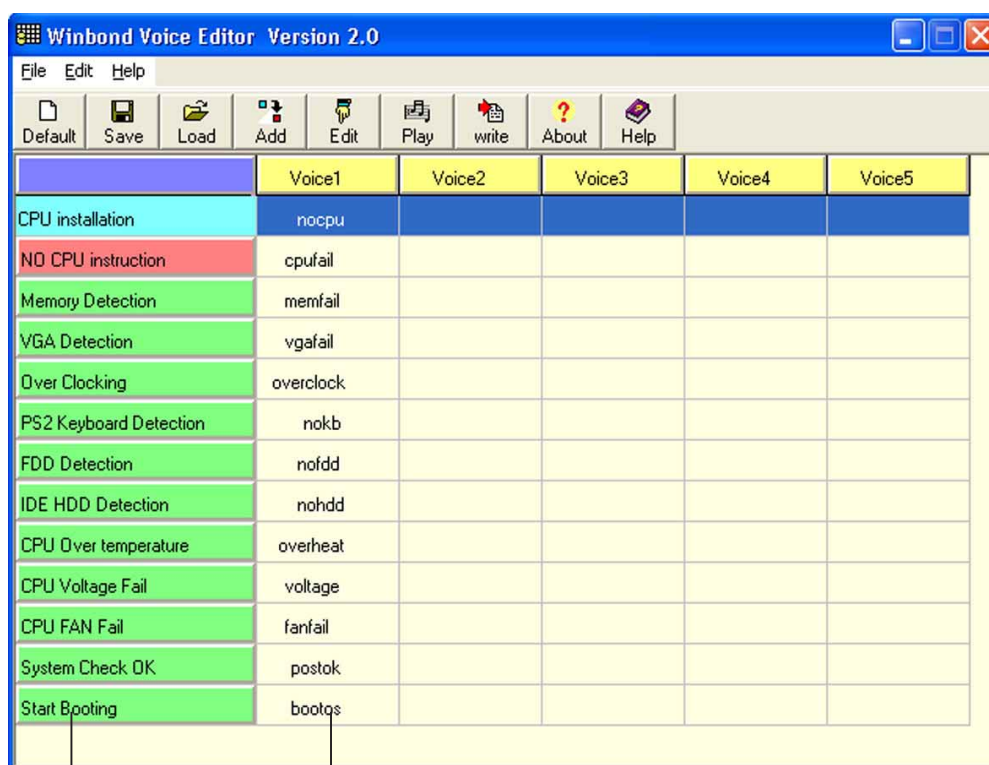 Winbond Voice Editor Version 2.0
File Edit Help
Default Save Load Add Edit Play write About Help
Voice1 Voice2 Voice3 Voice4 Voice5
CPU installation nocpu
NO CPU instruction cpufail
Memory Detection memfail
VGA Detection vgafail
Over Clocking overclock
PS2 Keyboard Detection nokb
FDD Detection nofdd
IDE HDD Detection nohdd
CPU Over temperature overheat
CPU Voltage Fail voltage
CPU FAN Fail fanfail
System Check OK postok
Start Booting bootos